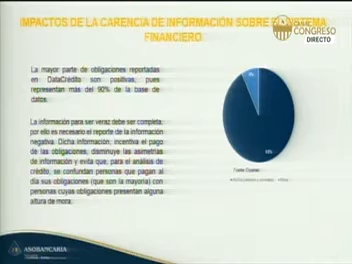 IMPACTOS DE LA CARENCIA DE INFORMACIÓN SOBRE EL SISTEMA
FINANCIERO
CONGRESO
DIRECTO
La mayor parte de obligaciones reportadas
en DataCrédito son positivas, pues
representan más del 90% de la base de
datos.
La información para ser veraz debe ser completa,
por ello es necesario el reporte de la información
negativa. Dicha información, incentiva el pago
de las obligaciones, disminuye las asimetrías
de información y evita que, para el análisis de
crédito, se confundan personas que pagan al
día sus obligaciones (que son la mayoría) con
personas cuyas obligaciones presentan alguna
altura de mora.
ASOBANCARIA